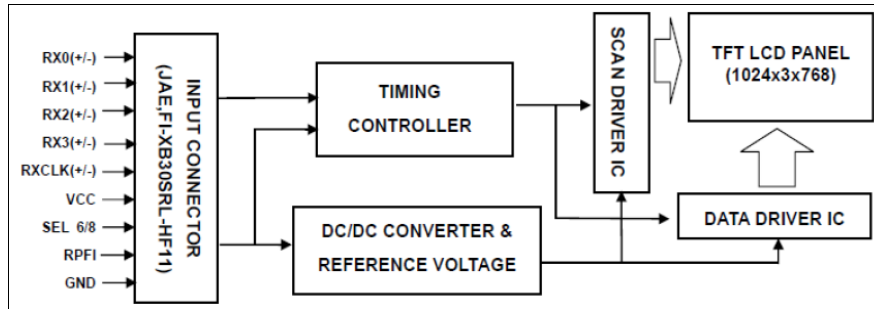 RX0(+/-)
RX1(+/-)
RX2(+/-)
RX3(+/-)
RXCLK(+/-)
VCC
SEL 6/8
RPFI
GND
INPUT CONNECTOR
(JAE,FI-XB30SRL-HF11)
TIMING
CONTROLLER
DC/DC CONVERTER &
REFERENCE VOLTAGE
SCAN DRIVER IC
TFT LCD PANEL
(1024x3x768)
DATA DRIVER IC